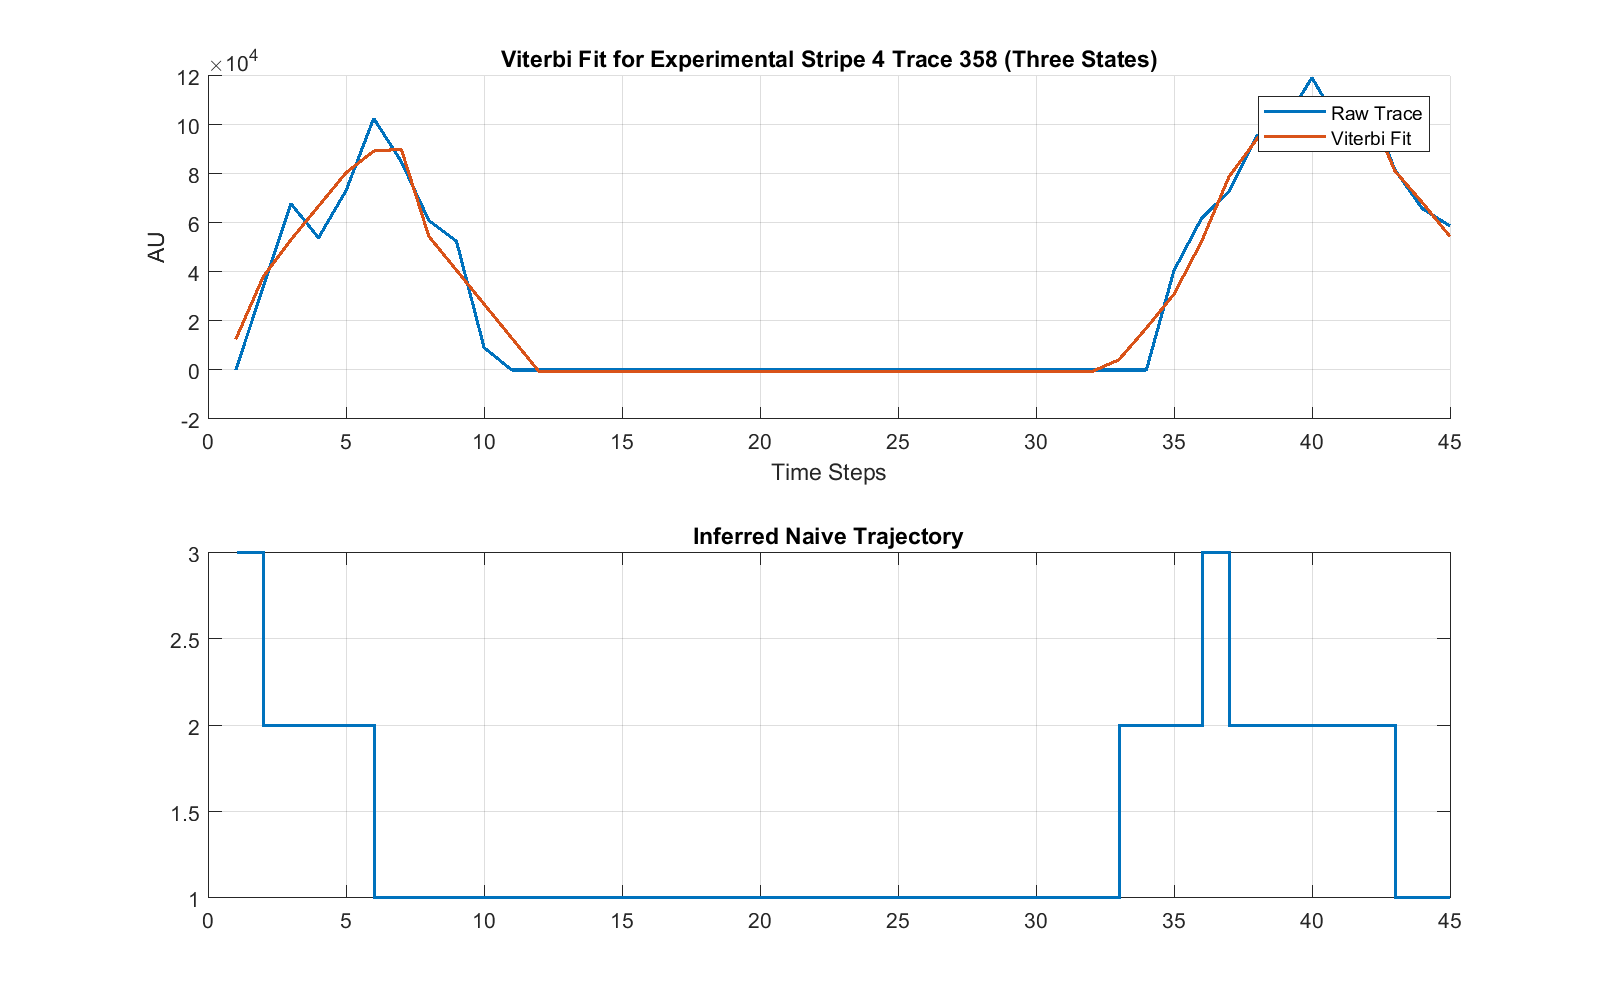 Viterbi Fit for Experimental Stripe 4 Trace 358 (Three States)
×10⁴
12
10
8
6
4
2
0
-2
AU
Raw Trace
Viterbi Fit
0 5 10 15 20 25 30 35 40 45
Time Steps
Inferred Naive Trajectory
3
2.5
2
1.5
1
0 5 10 15 20 25 30 35 40 45